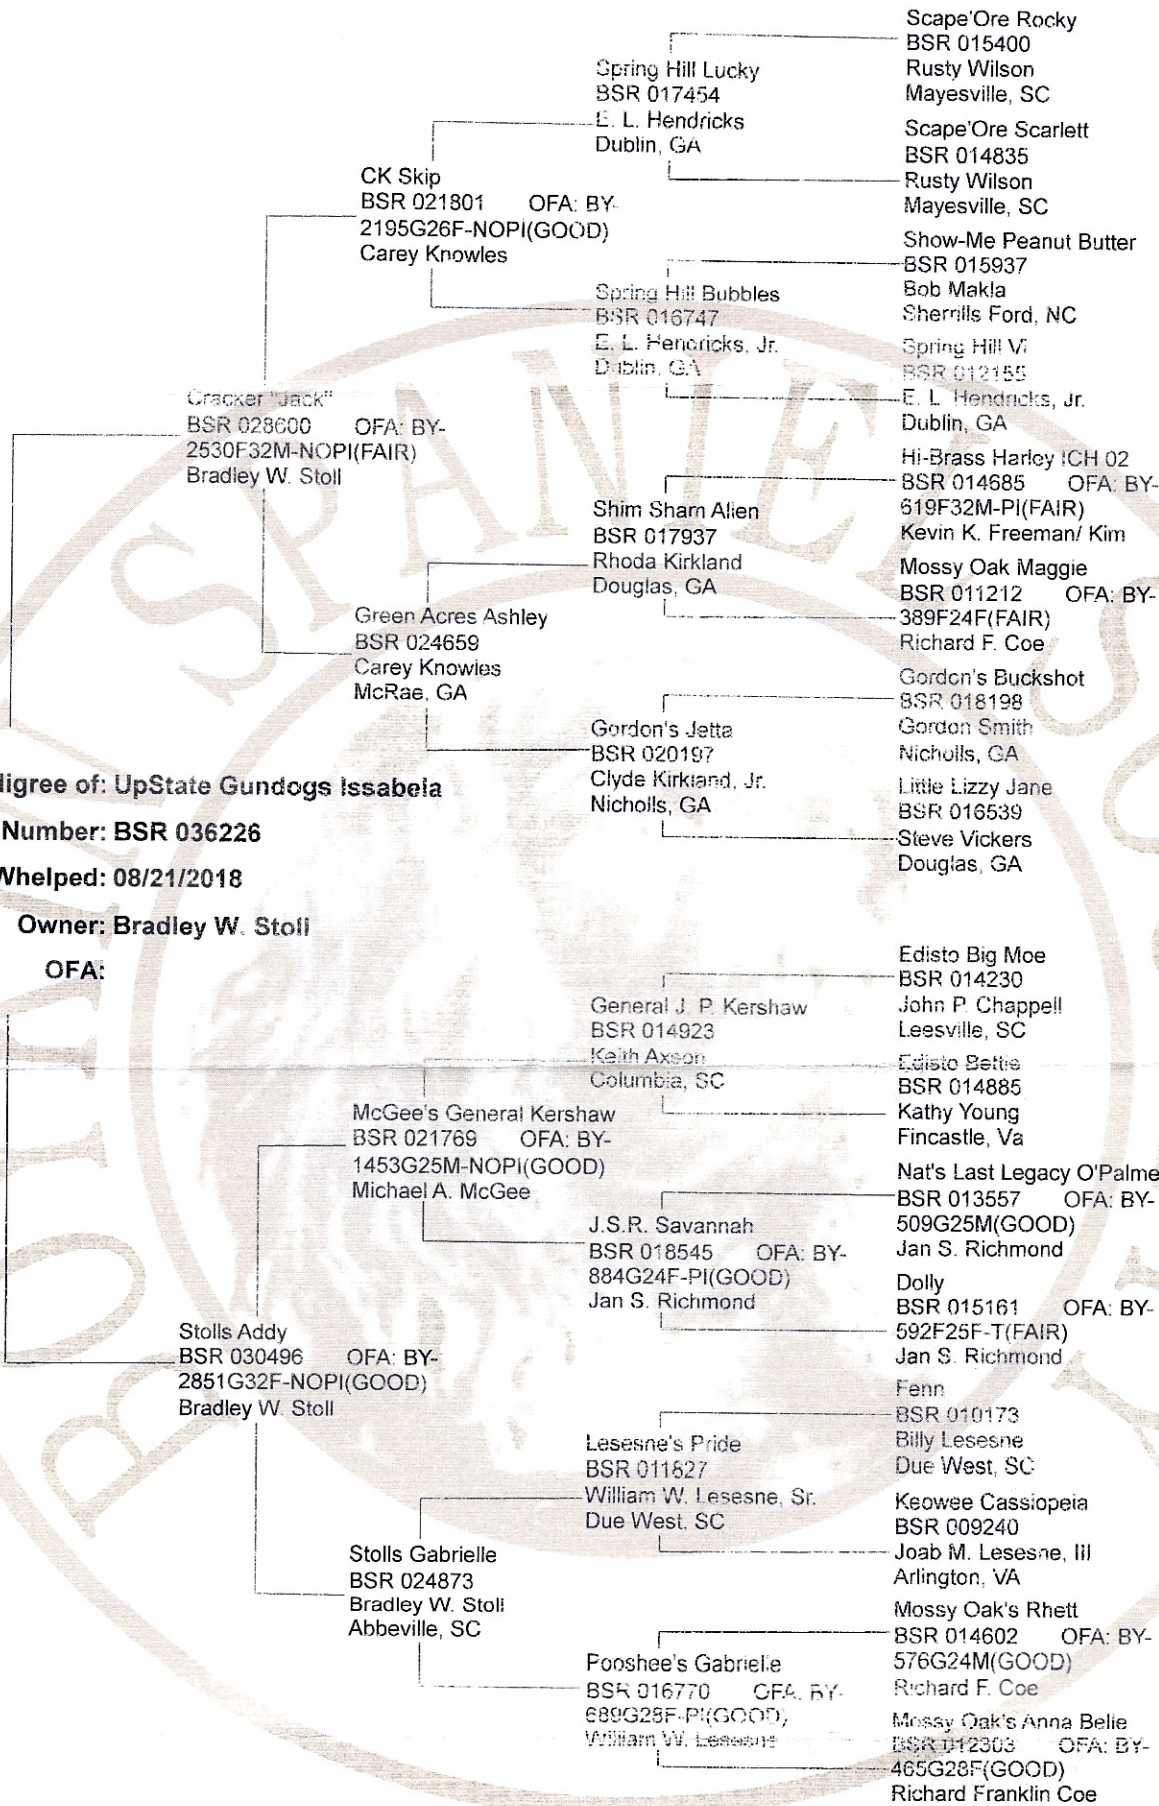 Scape'Ore Rocky
BSR 015400
Rusty Wilson
Mayesville, SC
Spring Hill Lucky
BSR 017454
E. L. Hendricks
Dublin, GA
Scape'Ore Scarlett
BSR 014835
Rusty Wilson
Mayesville, SC
CK Skip
BSR 021801 OFA: BY-
2195G26F-NOPI(GOOD)
Carey Knowles
Show-Me Peanut Butter
BSR 015937
Bob Makla
Sherrills Ford, NC
Spring Hill Bubbles
BSR 016747
E. L. Hendricks, Jr.
Dublin, GA
Spring Hill Vi
BSR 012155
E. L. Hendricks, Jr.
Dublin, GA
Cracker "Jack"
BSR 028600 OFA: BY-
2530F32M-NOPI(FAIR)
Bradley W. Stoll
Hi-Brass Harley ICH 02
BSR 014685 OFA: BY-
619F32M-PI(FAIR)
Kevin K. Freeman/ Kim
Shim Sham Alien
BSR 017937
Rhoda Kirkland
Douglas, GA
Mossy Oak Maggie
BSR 011212 OFA: BY-
389F24F(FAIR)
Richard F. Coe
Green Acres Ashley
BSR 024659
Carey Knowles
McRae, GA
Gordon's Buckshot
BSR 018198
Gordon Smith
Nicholls, GA
Gordon's Jetta
BSR 020197
Clyde Kirkland, Jr.
Nicholls, GA
Little Lizzy Jane
BSR 016539
Steve Vickers
Douglas, GA
digree of: UpState Gundogs Issabela
Number: BSR 036226
Whelped: 08/21/2018
Owner: Bradley W. Stoll
OFA:
Edisto Big Moe
BSR 014230
John P. Chappell
Leesville, SC
General J. P. Kershaw
BSR 014923
Keith Axson
Columbia, SC
Edisto Bettie
BSR 014885
Kathy Young
Fincastle, Va
McGee's General Kershaw
BSR 021769 OFA: BY-
1453G25M-NOPI(GOOD)
Michael A. McGee
Nat's Last Legacy O'Palme
BSR 013557 OFA: BY-
509G25M(GOOD)
Jan S. Richmond
J.S.R. Savannah
BSR 018545 OFA: BY-
884G24F-PI(GOOD)
Jan S. Richmond
Dolly
BSR 015161 OFA: BY-
592F25F-T(FAIR)
Jan S. Richmond
Stolls Addy
BSR 030496 OFA: BY-
2851G32F-NOPI(GOOD)
Bradley W. Stoll
Fenn
BSR 010173
Billy Lesesne
Due West, SC
Lesesne's Pride
BSR 011827
William W. Lesesne, Sr.
Due West, SC
Keowee Cassiopeia
BSR 009240
Joab M. Lesesne, III
Arlington, VA
Stolls Gabrielle
BSR 024873
Bradley W. Stoll
Abbeville, SC
Mossy Oak's Rhett
BSR 014602 OFA: BY-
576G24M(GOOD)
Richard F. Coe
Pooshee's Gabrielle
BSR 016770 OFA: BY-
689G28F-PI(GOOD)
William W. Lesesne
Mossy Oak's Anna Belle
BSR 012303 OFA: BY-
465G28F(GOOD)
Richard Franklin Coe